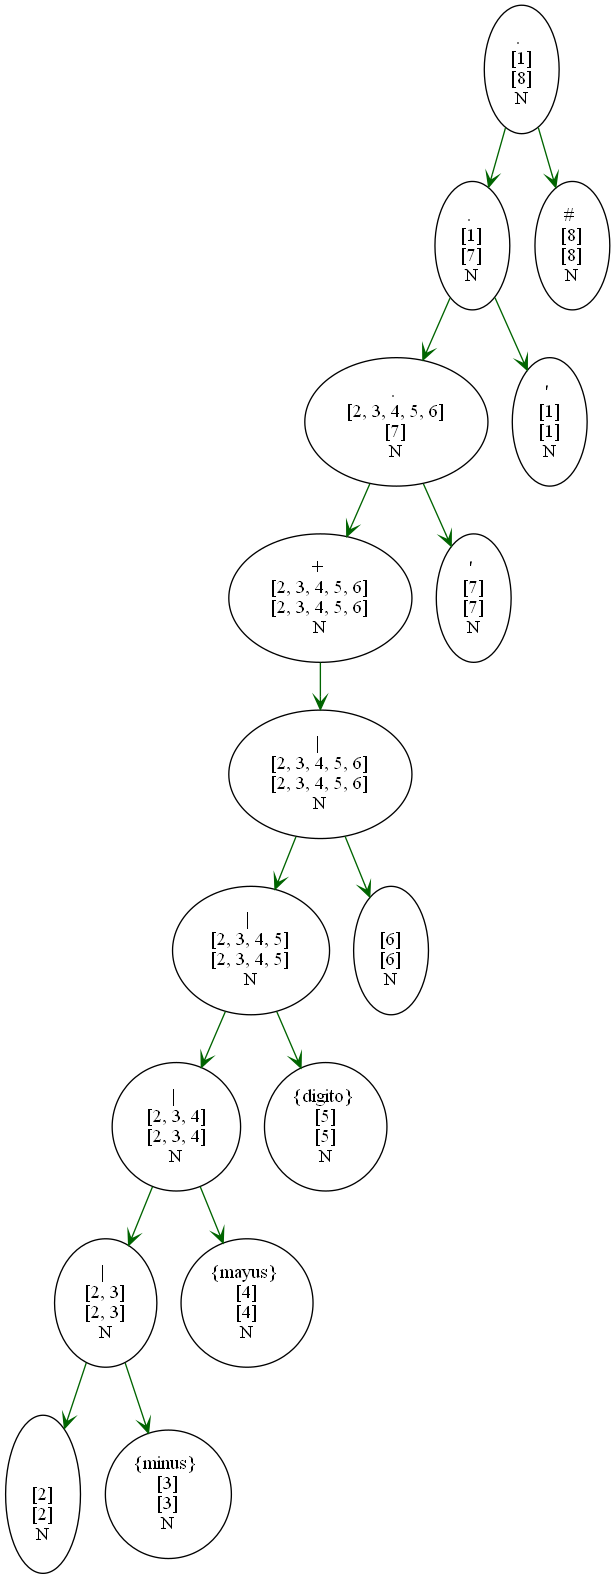 .
[1]
[8]
N
.
[1]
[7]
N
#
[8]
[8]
N
.
[2, 3, 4, 5, 6]
[7]
N
'
[1]
[1]
N
+
[2, 3, 4, 5, 6]
[2, 3, 4, 5, 6]
N
'
[7]
[7]
N
|
[2, 3, 4, 5, 6]
[2, 3, 4, 5, 6]
N
|
[2, 3, 4, 5]
[2, 3, 4, 5]
N
[6]
[6]
N
|
[2, 3, 4]
[2, 3, 4]
N
{digito}
[5]
[5]
N
|
[2, 3]
[2, 3]
N
{mayus}
[4]
[4]
N
[2]
[2]
N
{minus}
[3]
[3]
N